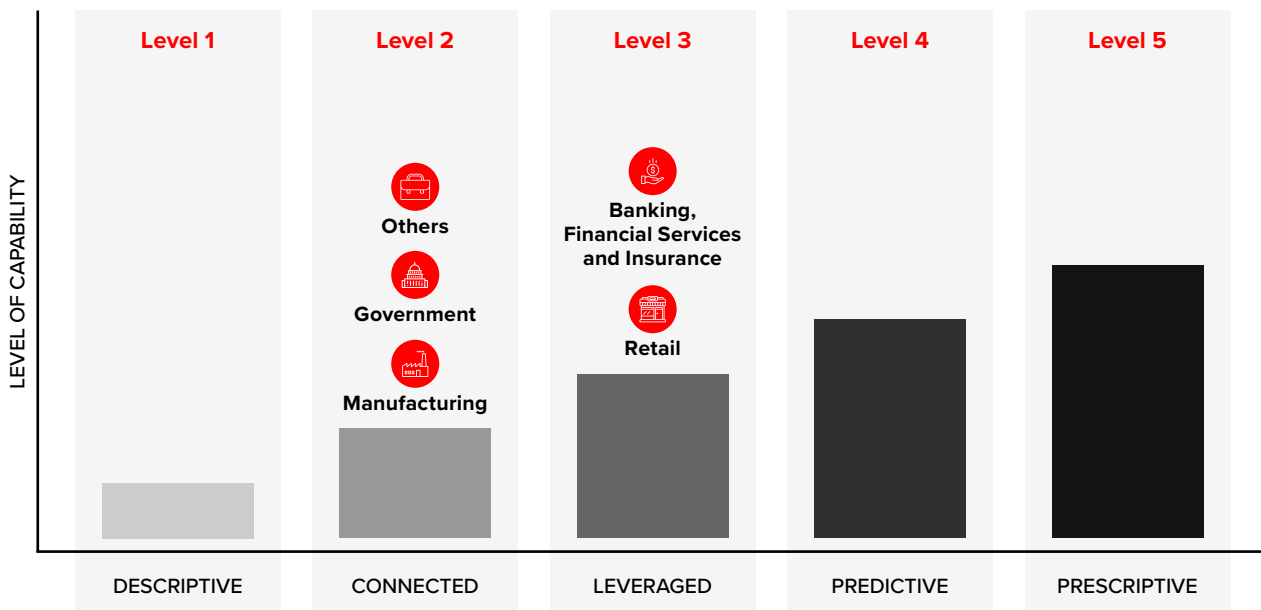 LEVEL OF CAPABILITY
Level 1
Level 2
Level 3
Level 4
Level 5
Others
Government
Manufacturing
Banking,
Financial Services
and Insurance
Retail
DESCRIPTIVE
CONNECTED
LEVERAGED
PREDICTIVE
PRESCRIPTIVE